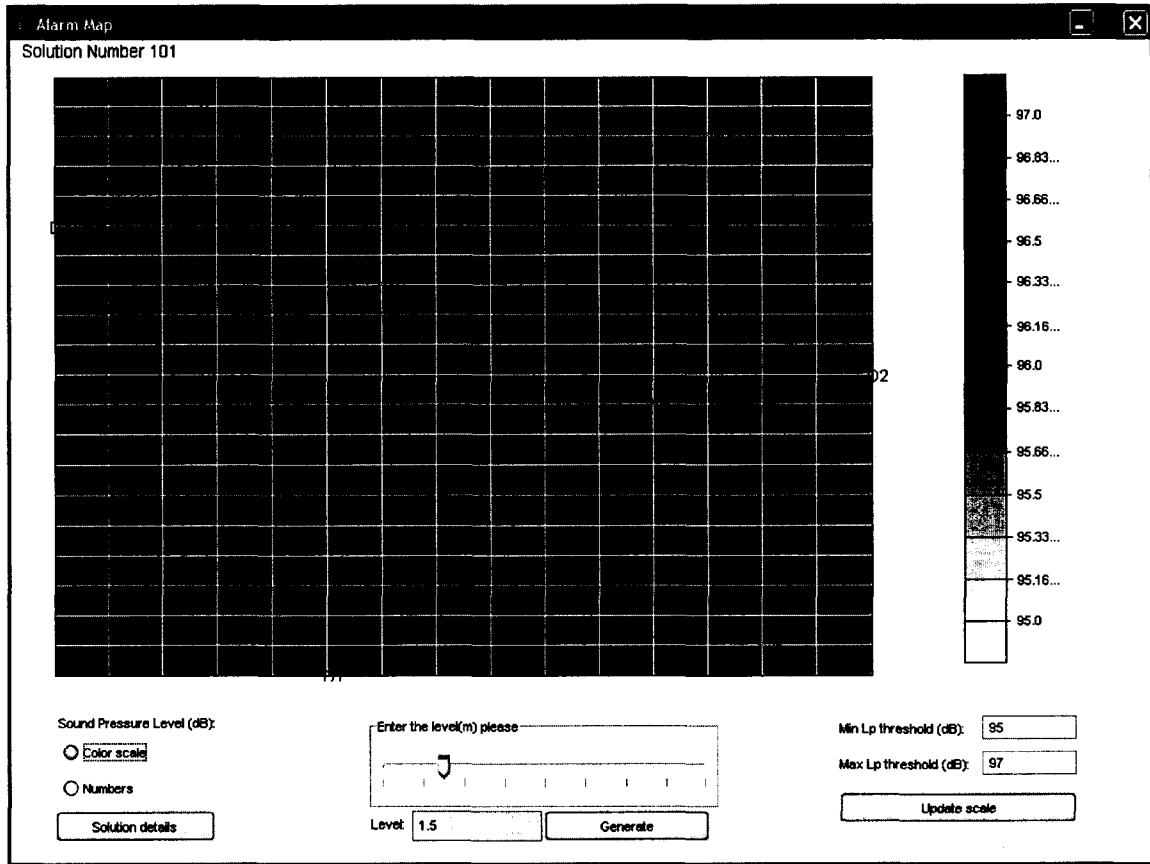 Alarm Map
Solution Number 101
97.0
96.83...
96.66...
96.5
96.33...
96.16...
96.0
95.83...
95.66...
95.5
95.33...
95.16...
95.0
Sound Pressure Level (dB):
Color scale
Numbers
Solution details
Enter the level(m) please
Level: 1.5
Generate
Min Lp threshold (dB): 95
Max Lp threshold (dB): 97
Update scale